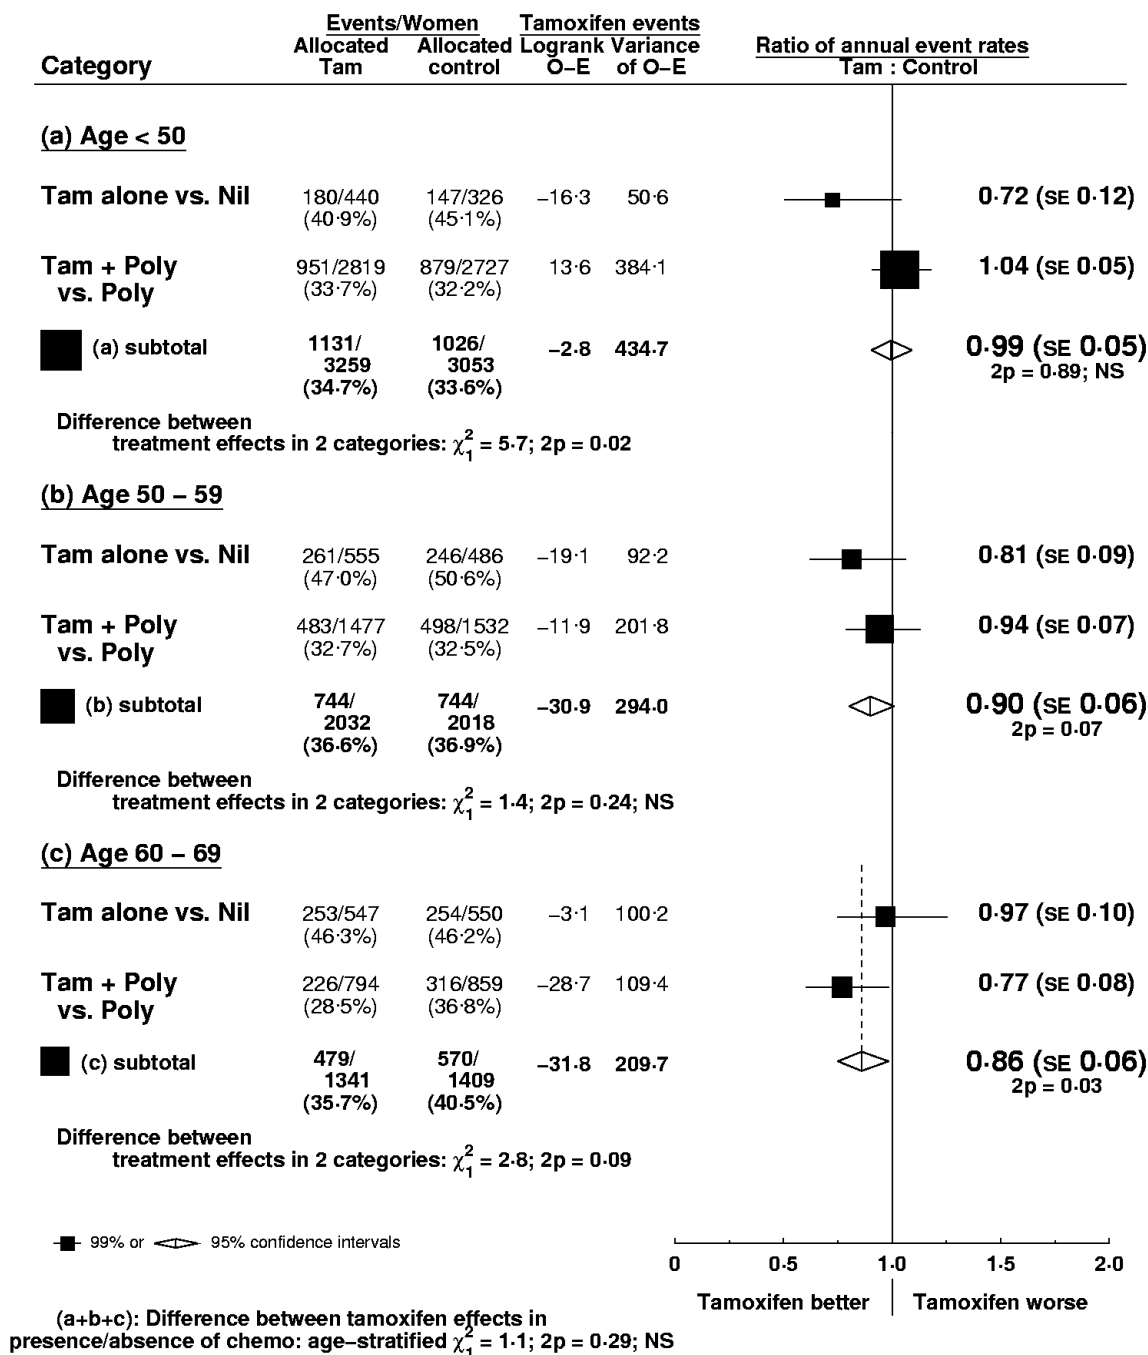 Events/Women Tamoxifen events
Allocated Allocated Logrank Variance Ratio of annual event rates
Category Tam control O–E of O–E Tam : Control
(a) Age < 50
Tam alone vs. Nil 180/440 147/326 –16·3 50·6 0·72 (SE 0·12)
(40·9%) (45·1%)
Tam + Poly 951/2819 879/2727 13·6 384·1 1·04 (SE 0·05)
vs. Poly (33·7%) (32·2%)
(a) subtotal 1131/ 1026/ –2·8 434·7 0·99 (SE 0·05)
3259 3053 2p = 0·89; NS
(34·7%) (33·6%)
Difference between
treatment effects in 2 categories: χ²₁ = 5·7; 2p = 0·02
(b) Age 50 – 59
Tam alone vs. Nil 261/555 246/486 –19·1 92·2 0·81 (SE 0·09)
(47·0%) (50·6%)
Tam + Poly 483/1477 498/1532 –11·9 201·8 0·94 (SE 0·07)
vs. Poly (32·7%) (32·5%)
(b) subtotal 744/ 744/ –30·9 294·0 0·90 (SE 0·06)
2032 2018 2p = 0·07
(36·6%) (36·9%)
Difference between
treatment effects in 2 categories: χ²₁ = 1·4; 2p = 0·24; NS
(c) Age 60 – 69
Tam alone vs. Nil 253/547 254/550 –3·1 100·2 0·97 (SE 0·10)
(46·3%) (46·2%)
Tam + Poly 226/794 316/859 –28·7 109·4 0·77 (SE 0·08)
vs. Poly (28·5%) (36·8%)
(c) subtotal 479/ 570/ –31·8 209·7 0·86 (SE 0·06)
1341 1409 2p = 0·03
(35·7%) (40·5%)
Difference between
treatment effects in 2 categories: χ²₁ = 2·8; 2p = 0·09
99% or 95% confidence intervals
0 0·5 1·0 1·5 2·0
Tamoxifen better Tamoxifen worse
(a+b+c): Difference between tamoxifen effects in
presence/absence of chemo: age–stratified χ²₁ = 1·1; 2p = 0·29; NS